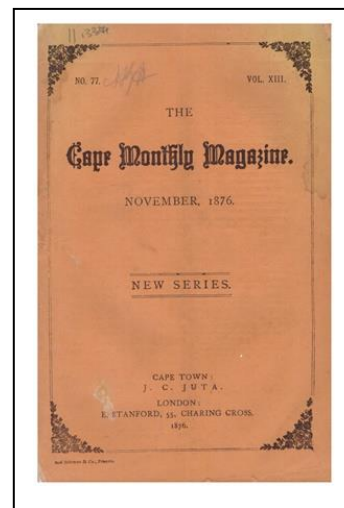 NO. 77. VOL. XIII.
THE
Cape Monthly Magazine.
NOVEMBER, 1876.
NEW SERIES.
CAPE TOWN:
J. C. JUTA.
LONDON:
E. STANFORD, 55, CHARING CROSS.
1876.